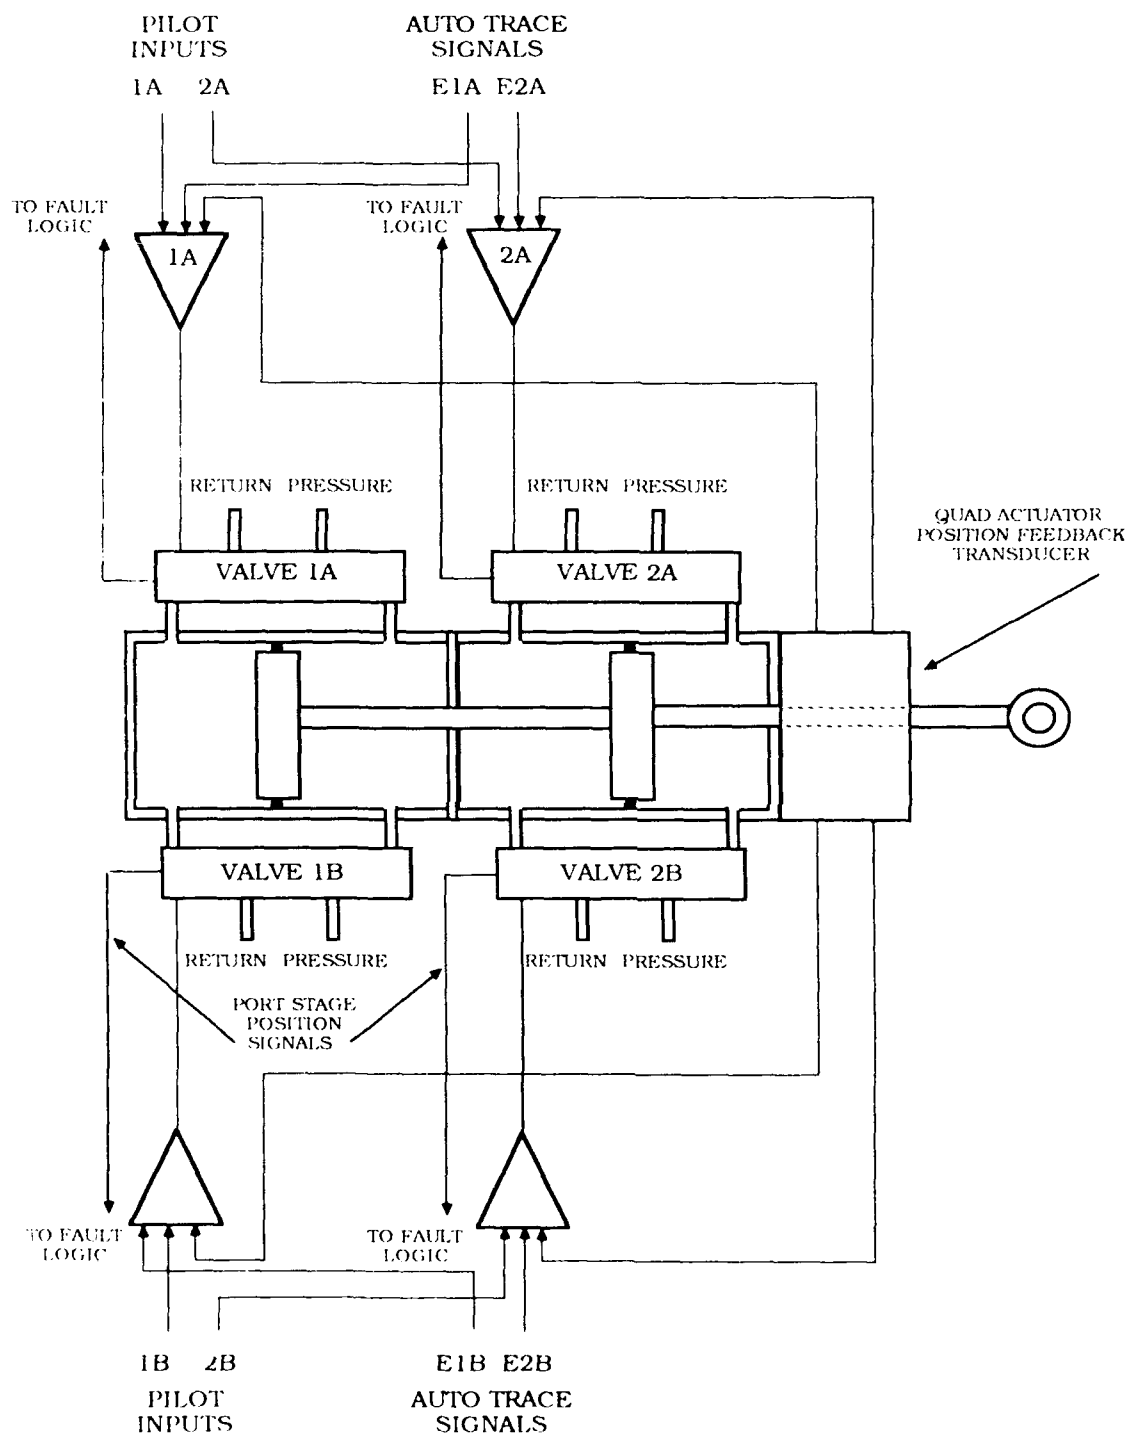 PILOT
INPUTS
AUTO TRACE
SIGNALS
1A 2A
E1A E2A
TO FAULT
LOGIC
TO FAULT
LOGIC
1A
2A
RETURN PRESSURE
RETURN PRESSURE
QUAD ACTUATOR
POSITION FEEDBACK
TRANSDUCER
VALVE 1A
VALVE 2A
VALVE 1B
VALVE 2B
RETURN PRESSURE
RETURN PRESSURE
PORT STAGE
POSITION
SIGNALS
TO FAULT
LOGIC
TO FAULT
LOGIC
1B 2B
E1B E2B
PILOT
INPUTS
AUTO TRACE
SIGNALS